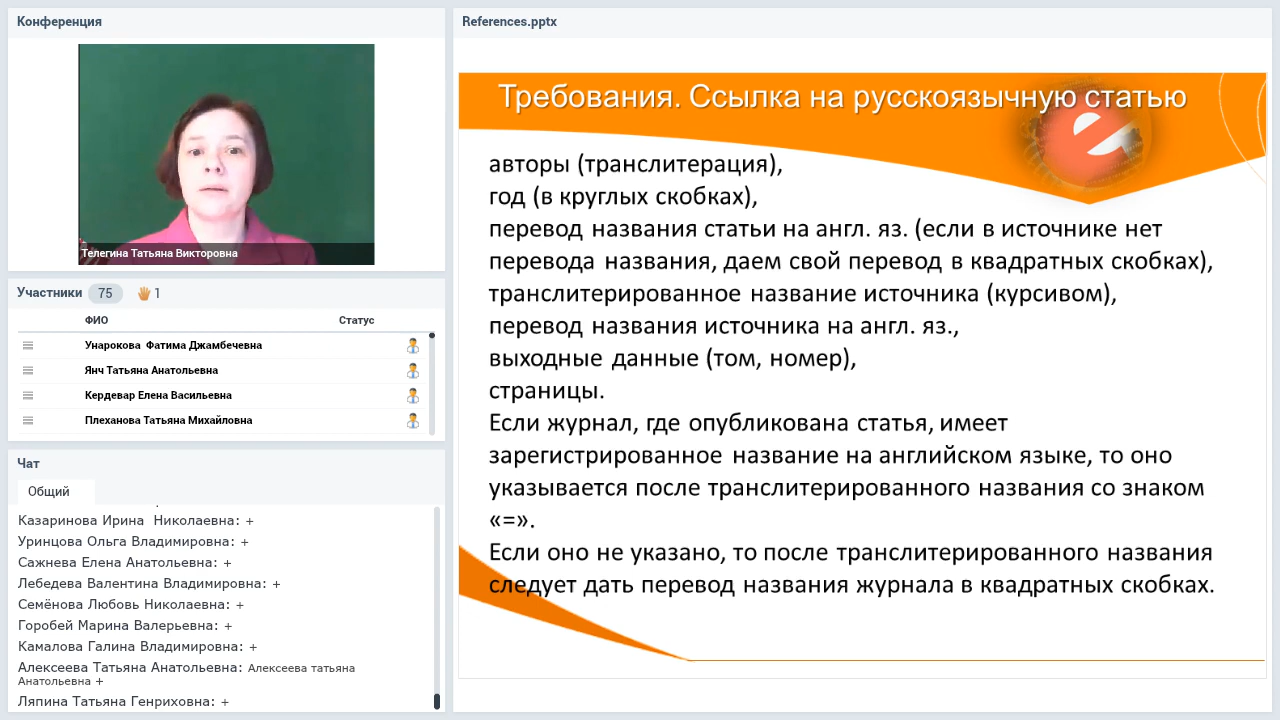 Конференция
Телегина Татьяна Викторовна
Участники 75 1
ФИО Статус
Унарокова Фатима Джамбечевна
Янч Татьяна Анатольевна
Кердевар Елена Васильевна
Плеханова Татьяна Михайловна
Чат
Общий
Казаринова Ирина Николаевна: +
Уринцова Ольга Владимировна: +
Сажнева Елена Анатольевна: +
Лебедева Валентина Владимировна: +
Семёнова Любовь Николаевна: +
Горобей Марина Валерьевна: +
Камалова Галина Владимировна: +
Алексеева Татьяна Анатольевна: Алексеева татьяна
Анатольевна +
Ляпина Татьяна Генриховна: +
References.pptx
Требования. Ссылка на русскоязычную статью
авторы (транслитерация),
год (в круглых скобках),
перевод названия статьи на англ. яз. (если в источнике нет
перевода названия, даем свой перевод в квадратных скобках),
транслитерированное название источника (курсивом),
перевод названия источника на англ. яз.,
выходные данные (том, номер),
страницы.
Если журнал, где опубликована статья, имеет
зарегистрированное название на английском языке, то оно
указывается после транслитерированного названия со знаком
«=».
Если оно не указано, то после транслитерированного названия
следует дать перевод названия журнала в квадратных скобках.